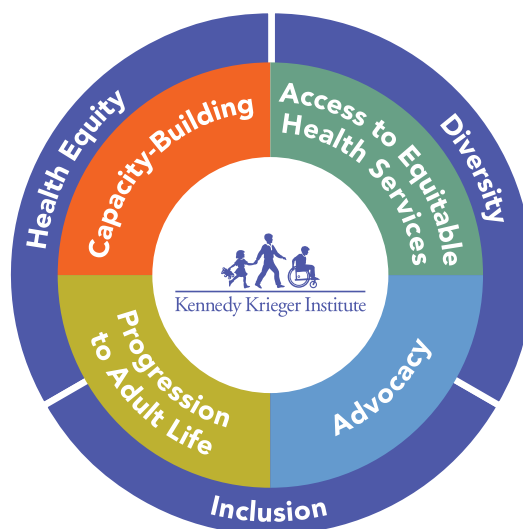 Health Equity
Diversity
Capacity-Building
Access to Equitable
Health Services
Kennedy Krieger Institute
Progression
to Adult Life
Advocacy
Inclusion